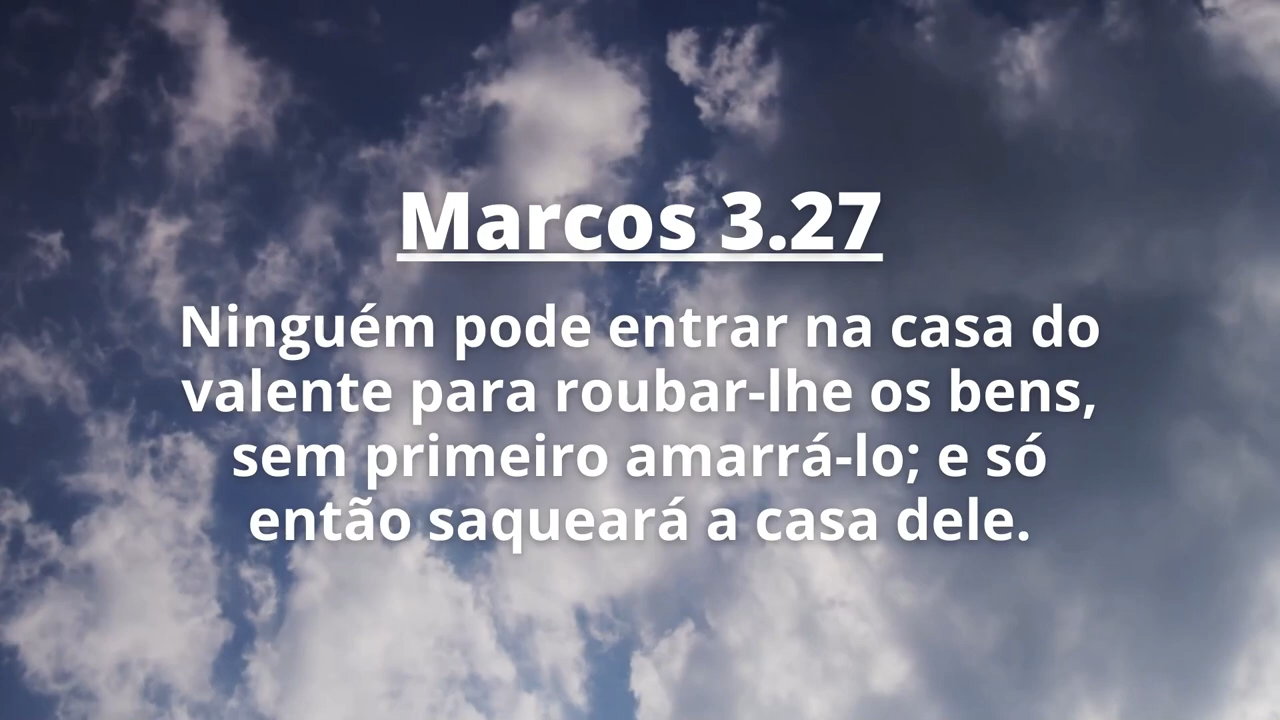 Marcos 3.27
Ninguém pode entrar na casa do
valente para roubar-lhe os bens,
sem primeiro amarrá-lo; e só
então saqueará a casa dele.